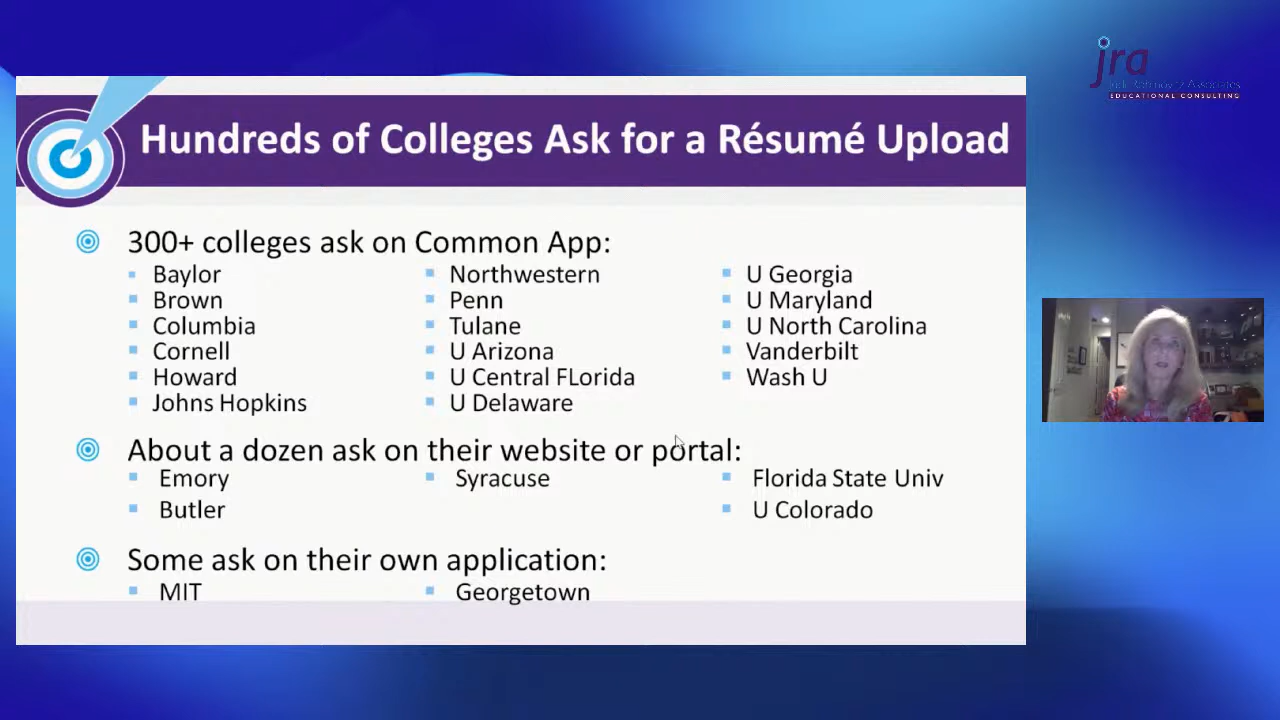 jra
Educational Consulting
Hundreds of Colleges Ask for a Résumé Upload
300+ colleges ask on Common App:
Baylor
Brown
Columbia
Cornell
Howard
Johns Hopkins
Northwestern
Penn
Tulane
U Arizona
U Central FLorida
U Delaware
U Georgia
U Maryland
U North Carolina
Vanderbilt
Wash U
About a dozen ask on their website or portal:
Emory
Butler
Syracuse
Florida State Univ
U Colorado
Some ask on their own application:
MIT
Georgetown